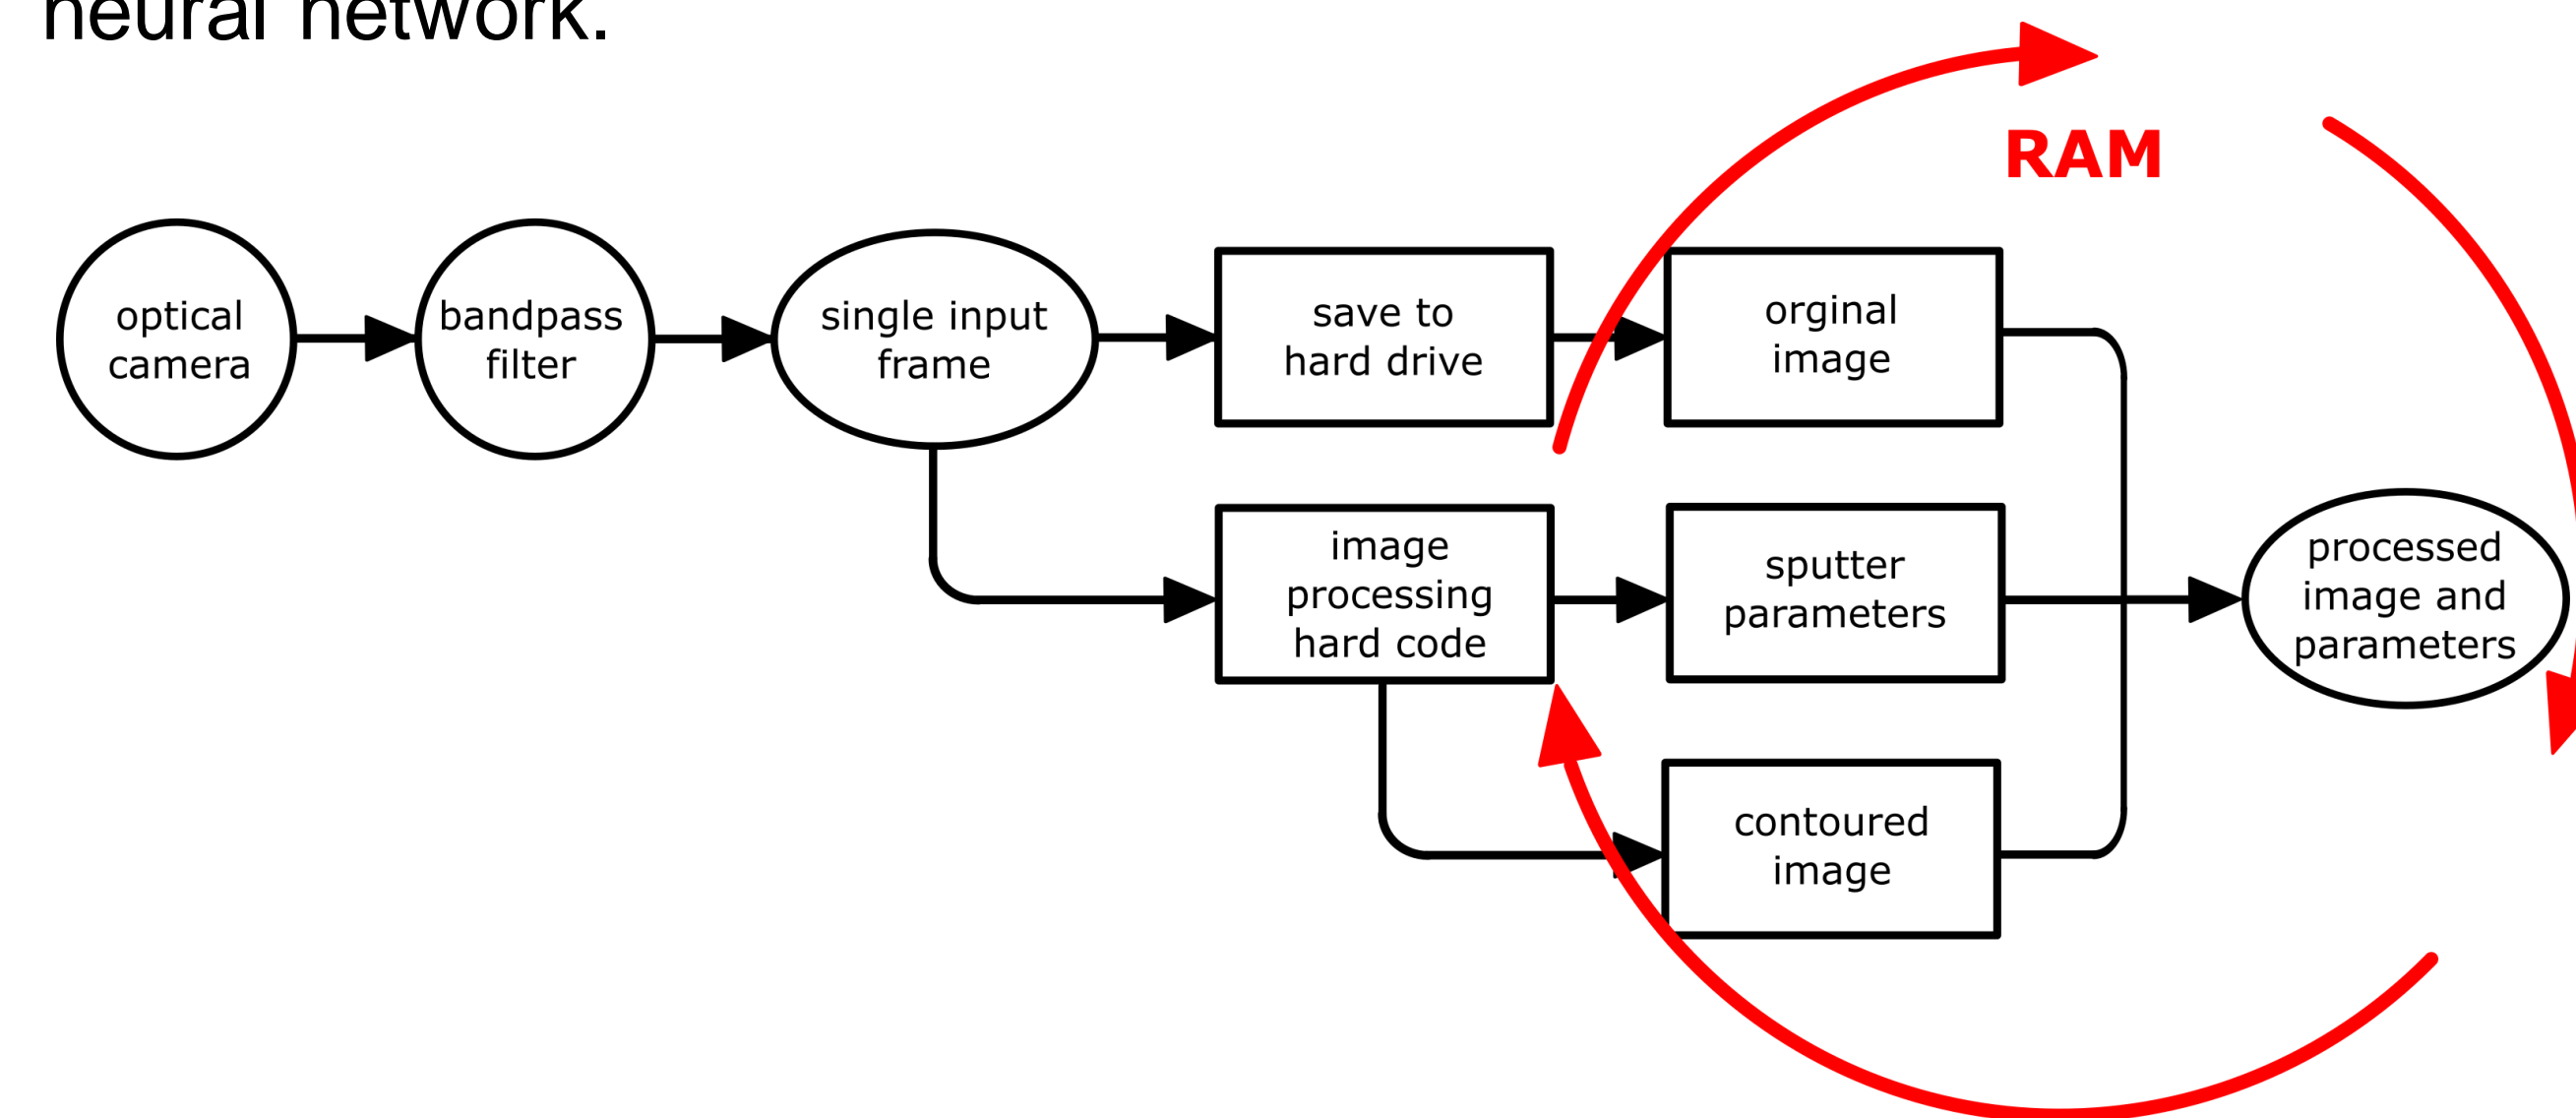 neural network.
RAM
optical
camera
bandpass
filter
single input
frame
save to
hard drive
orginal
image
image
processing
hard code
sputter
parameters
processed
image and
parameters
contoured
image